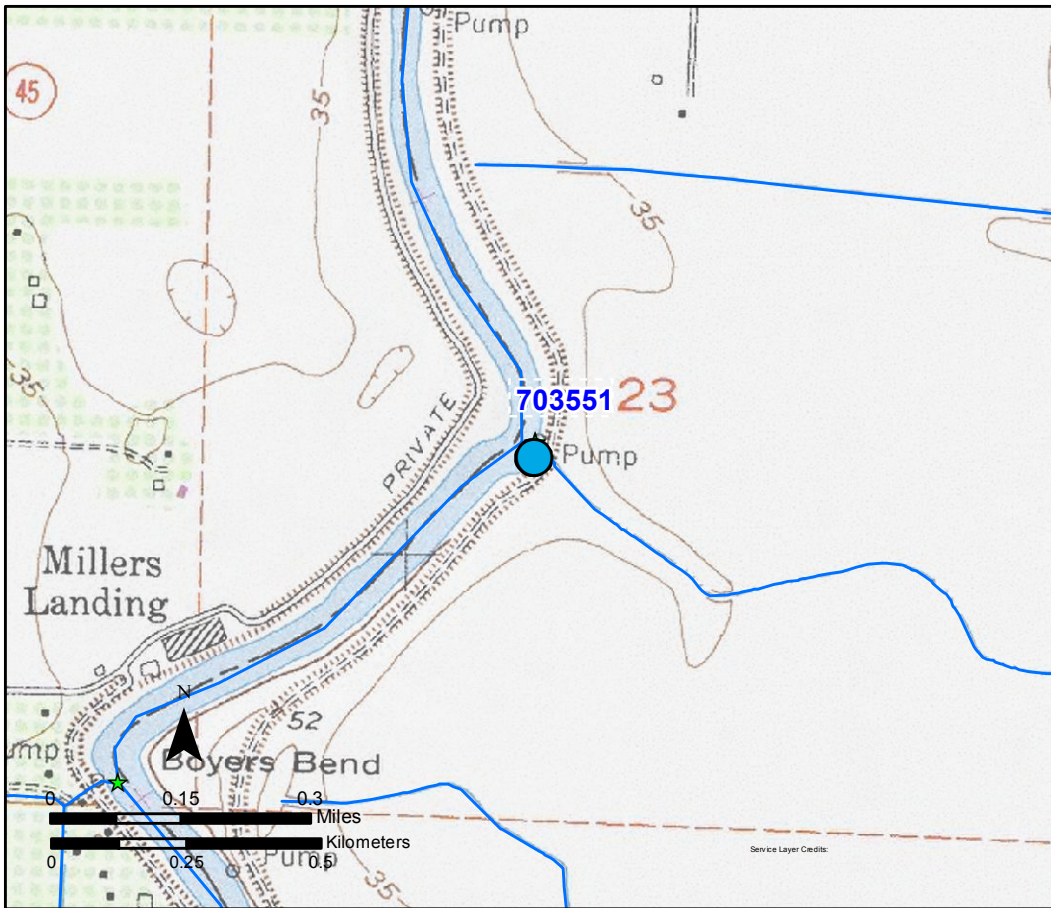 Pump
45
35
35
703551
23
35
PRIVATE
Pump
Millers
Landing
N
52
ump
Boyers Bend
0 0.15 0.3
Miles
Kilometers
0 0.25 0.5
Pump
35
Service Layer Credits: